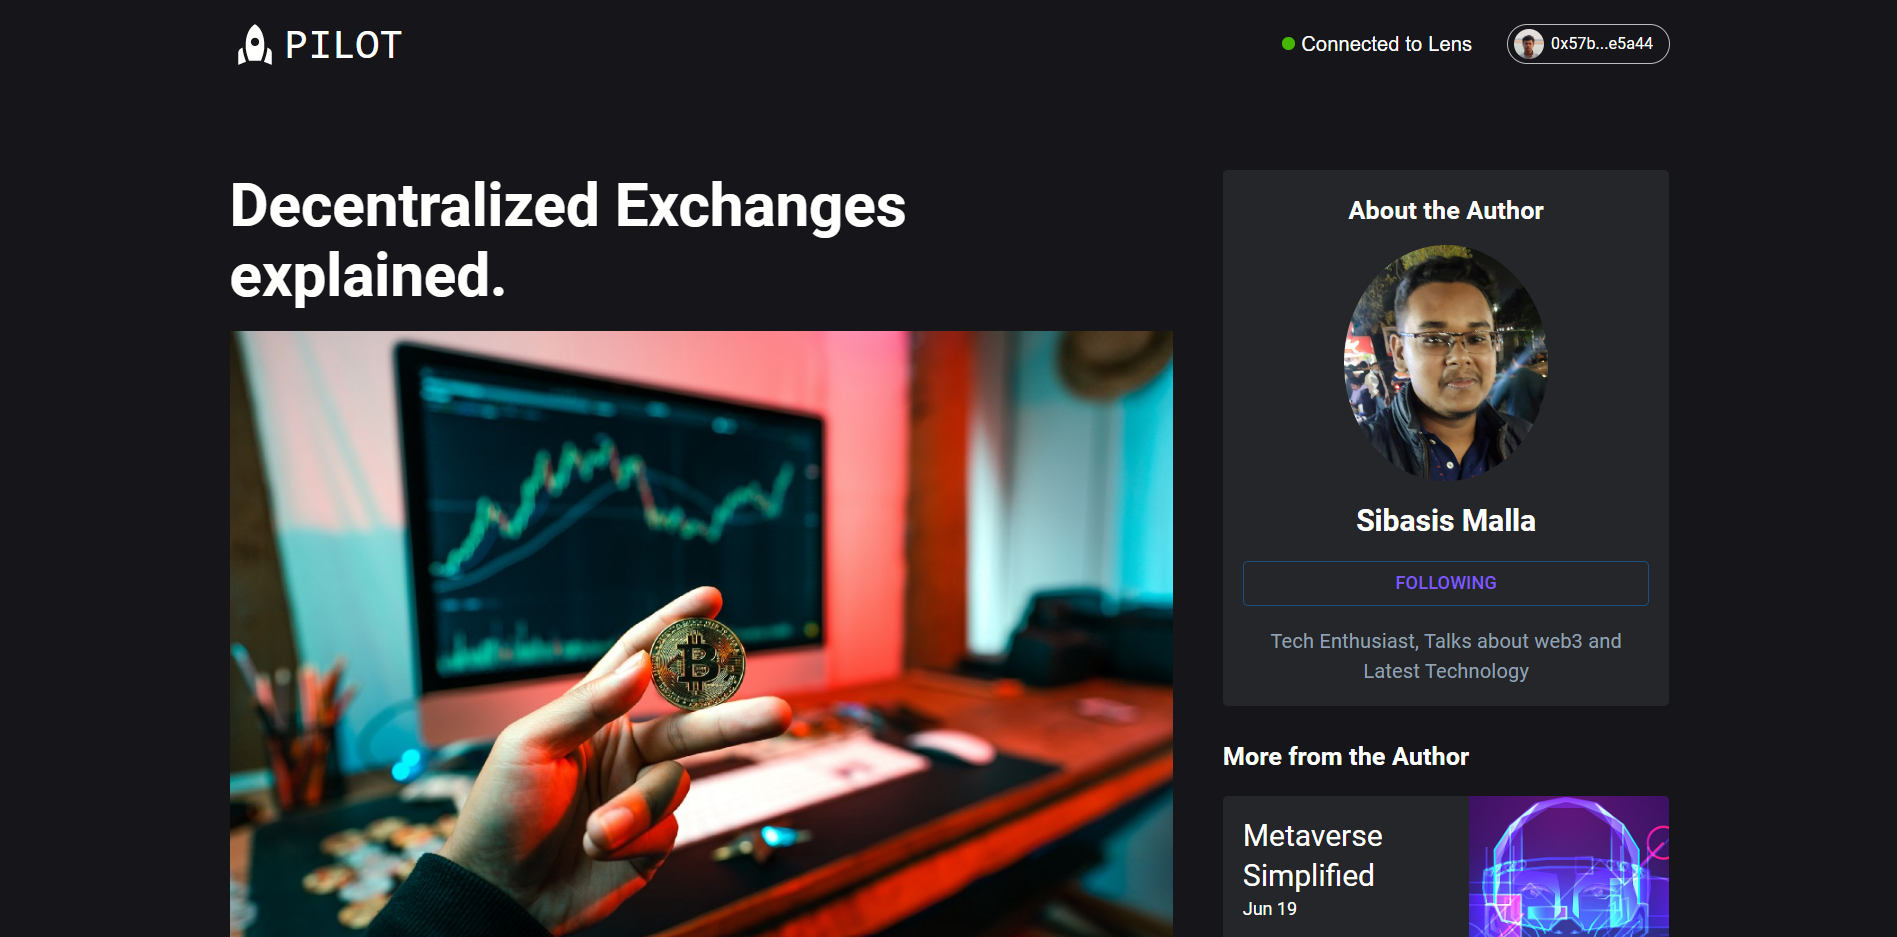 PILOT
Connected to Lens
0x57b...e5a44
Decentralized Exchanges
explained.
About the Author
Sibasis Malla
FOLLOWING
Tech Enthusiast, Talks about web3 and
Latest Technology
More from the Author
Metaverse
Simplified
Jun 19